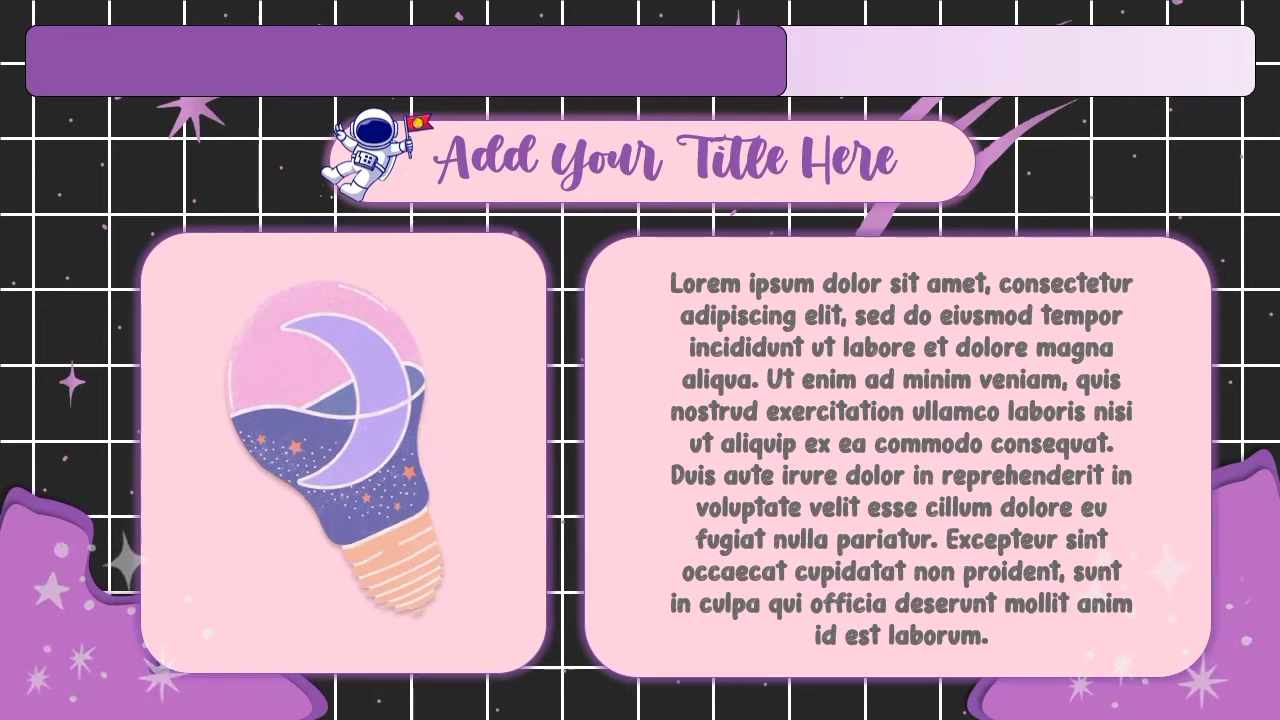 Add Your Title Here
Lorem ipsum dolor sit amet, consectetur
adipiscing elit, sed do eiusmod tempor
incididunt ut labore et dolore magna
aliqua. Ut enim ad minim veniam, quis
nostrud exercitation ullamco laboris nisi
ut aliquip ex ea commodo consequat.
Duis aute irure dolor in reprehenderit in
voluptate velit esse cillum dolore eu
fugiat nulla pariatur. Excepteur sint
occaecat cupidatat non proident, sunt
in culpa qui officia deserunt mollit anim
id est laborum.